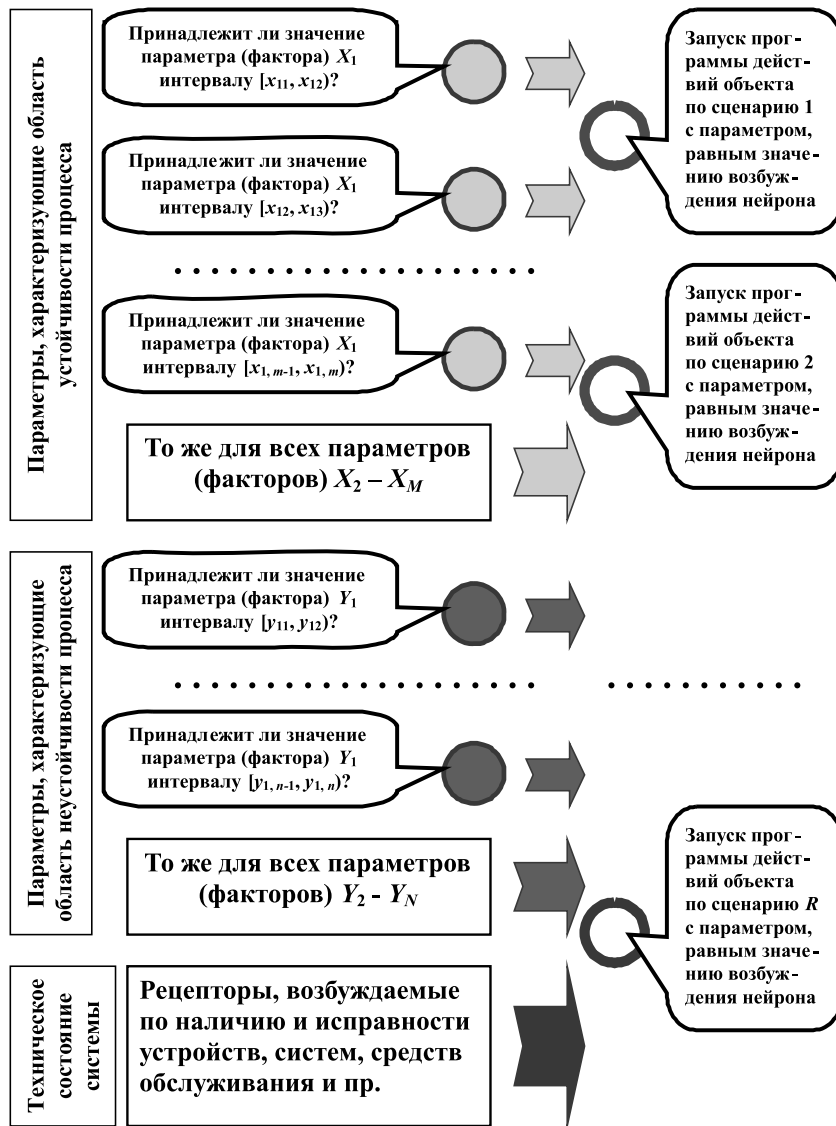 Параметры, характеризующие область
устойчивости процесса
Принадлежит ли значение
параметра (фактора) X₁
интервалу [x₁₁, x₁₂)?
Принадлежит ли значение
параметра (фактора) X₁
интервалу [x₁₂, x₁₃)?
Принадлежит ли значение
параметра (фактора) X₁
интервалу [x₁, ₘ₋₁, x₁, ₘ)?
То же для всех параметров
(факторов) X₂ – X_M
Запуск прог-
раммы дейст-
вий объекта
по сценарию 1
с параметром,
равным значе-
нию возбуж-
дения нейрона
Запуск прог-
раммы дейст-
вий объекта
по сценарию 2
с параметром,
равным значе-
нию возбуж-
дения нейрона
Параметры, характеризующие
область неустойчивости процесса
Принадлежит ли значение
параметра (фактора) Y₁
интервалу [y₁₁, y₁₂)?
Принадлежит ли значение
параметра (фактора) Y₁
интервалу [y₁, ₙ₋₁, y₁, ₙ)?
То же для всех параметров
(факторов) Y₂ - Y_N
Запуск прог-
раммы дейст-
вий объекта
по сценарию R
с параметром,
равным значе-
нию возбуж-
дения нейрона
Техническое
состояние
системы
Рецепторы, возбуждаемые
по наличию и исправности
устройств, систем, средств
обслуживания и пр.